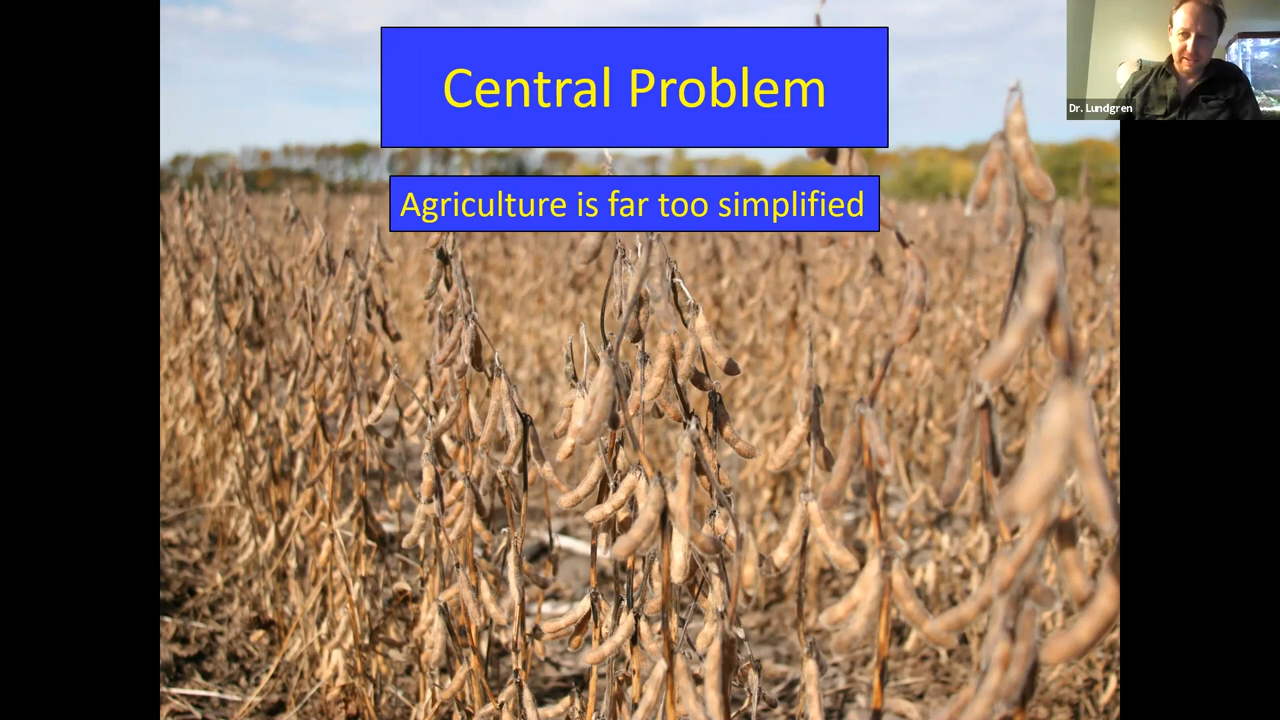 Central Problem
Agriculture is far too simplified
Dr. Lundgren